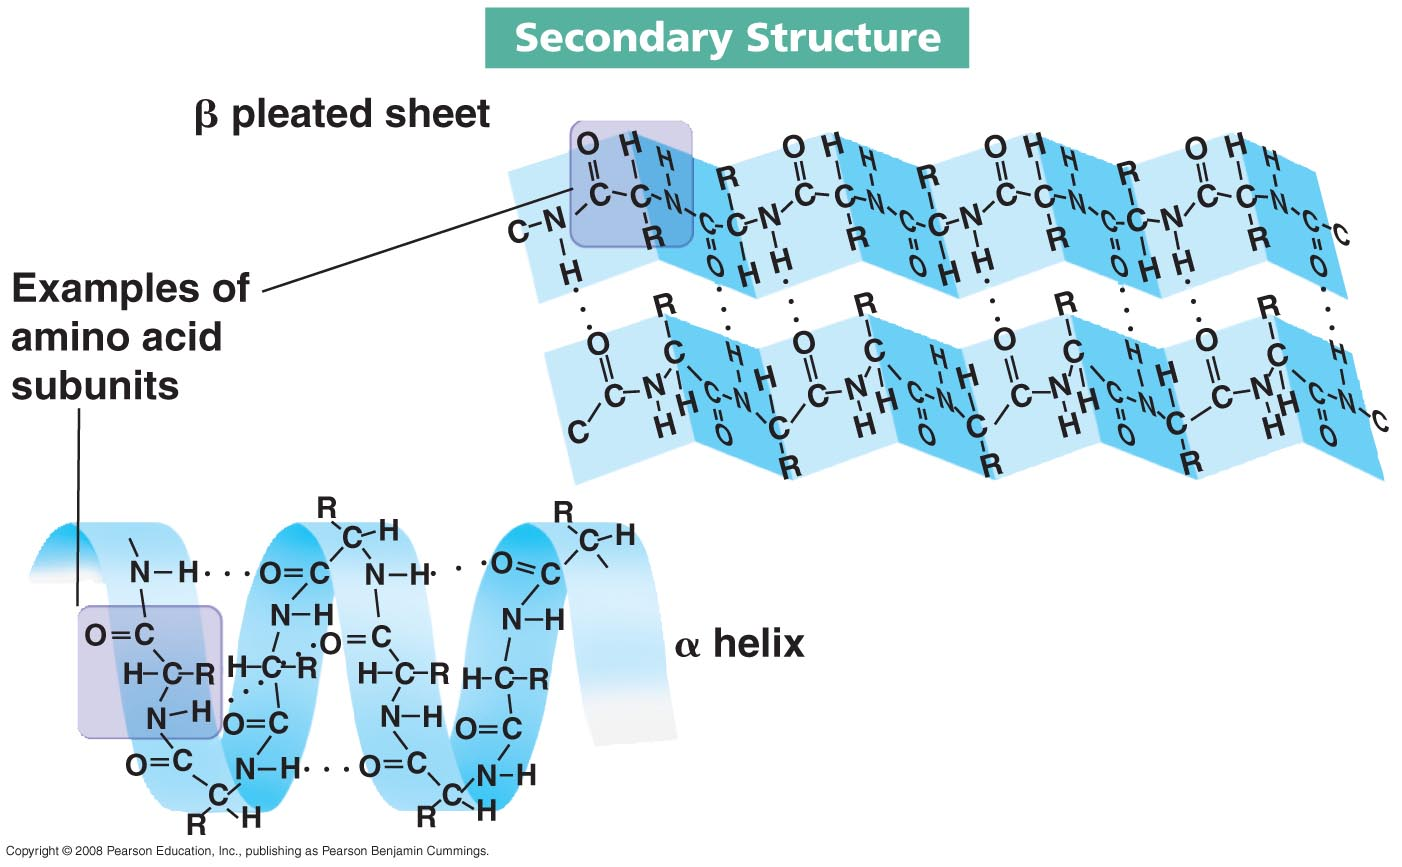 Secondary Structure
β pleated sheet
O H H R O H H R O H H R O H H
C C N C C N C C N C C N C C N C C N C C N C C
C N R O H H R O H H R O H H R O
H
Examples of
amino acid
subunits
R R R R
O C H O C H O C H O C H
C N C N H C N C N H C N C N H C N C N C
C H H O C H H O C H H O C H H O
R R R
R C H R C H
N–H O=C N–H O=C
N–H N–H
O=C O=C
H–C–R H–C–R H–C–R H–C–R
N–H O=C N–H O=C
α helix
O=C N–H O=C N–H
C C
R H R H
Copyright © 2008 Pearson Education, Inc., publishing as Pearson Benjamin Cummings.